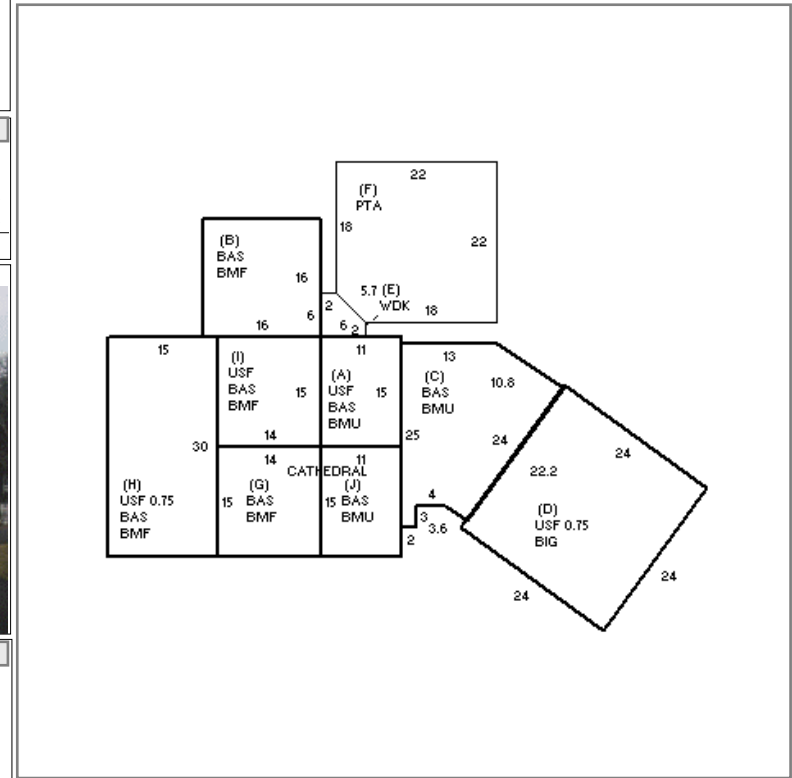 22
(F)
PTA
18
22
(B)
BAS
BMF
16
5.7 (E)
WDK
2
6
18
16
6 2
15
11
13
(I)
USF
BAS
BMF
15
(A)
USF
BAS
BMU
15
(C)
BAS
BMU
10.8
14
25
24
24
30
14
11
CATHEDRAL
22.2
(H)
USF 0.75
BAS
BMF
15
(G)
BAS
BMF
15
(J)
BAS
BMU
4
3
3.6
2
(D)
USF 0.75
BIG
24
24